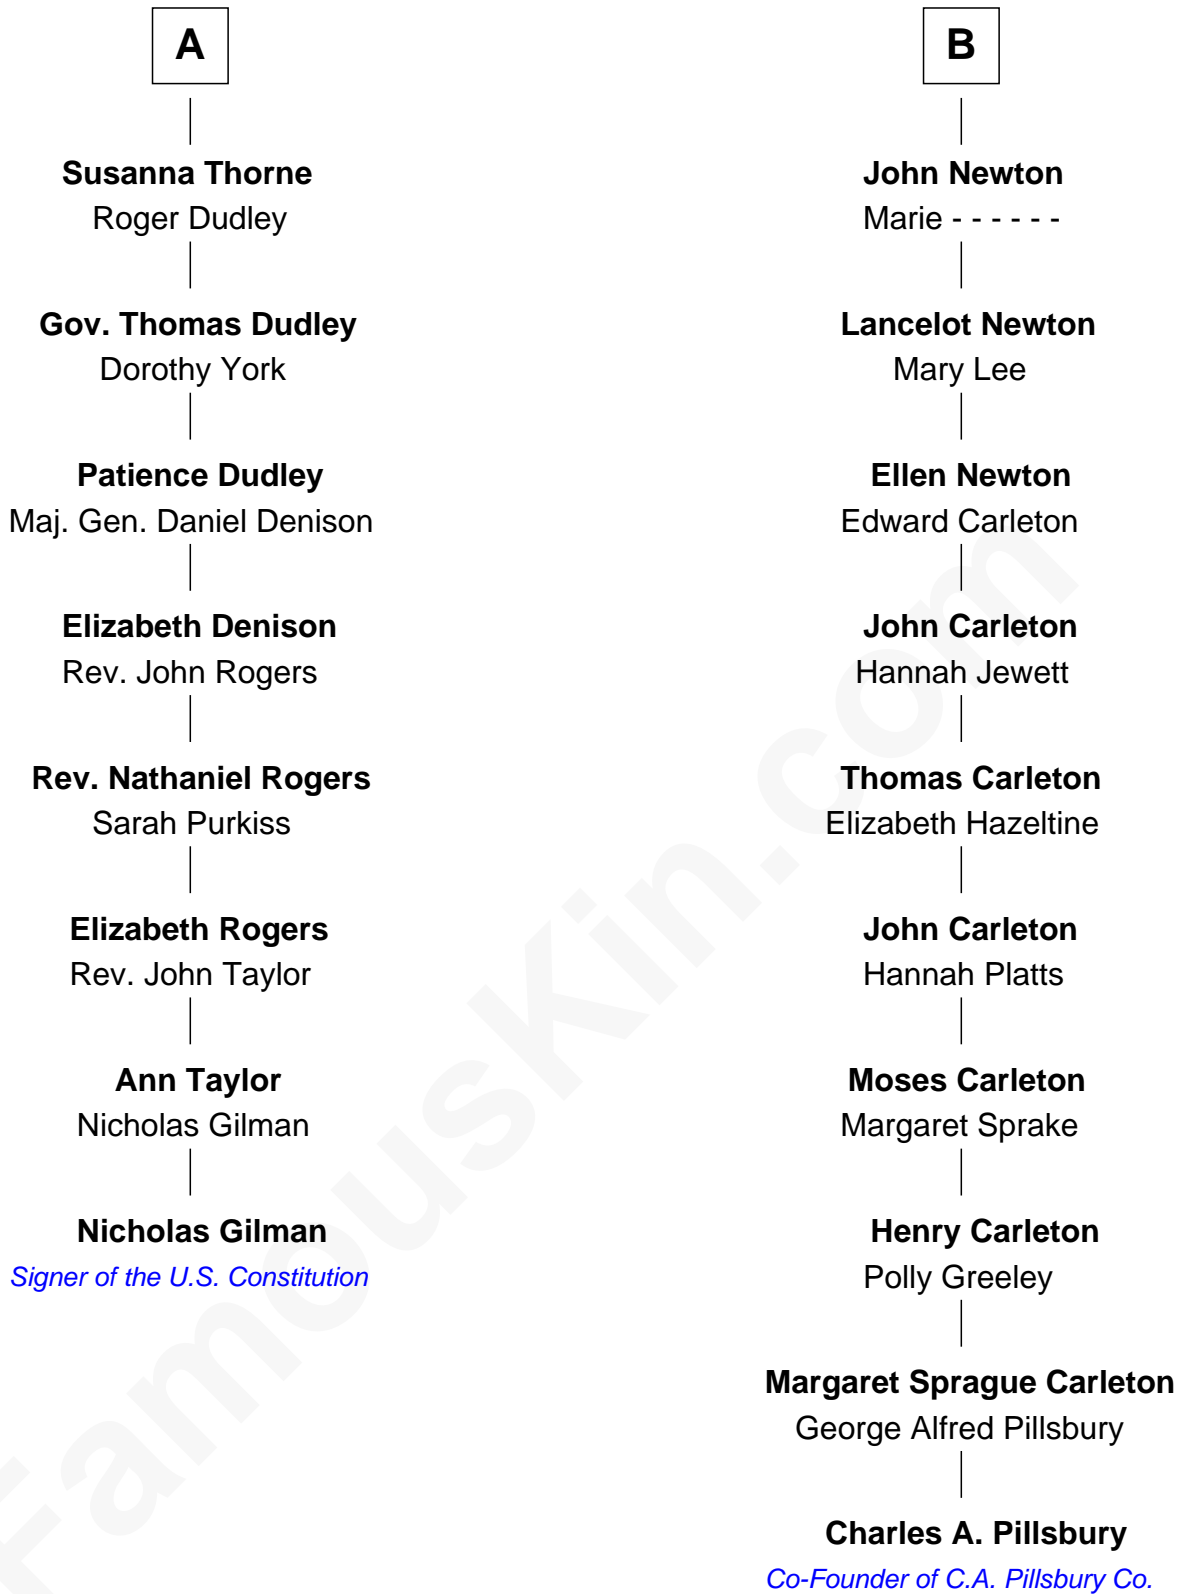 A
Susanna Thorne
Roger Dudley
Gov. Thomas Dudley
Dorothy York
Patience Dudley
Maj. Gen. Daniel Denison
Elizabeth Denison
Rev. John Rogers
Rev. Nathaniel Rogers
Sarah Purkiss
Elizabeth Rogers
Rev. John Taylor
Ann Taylor
Nicholas Gilman
Nicholas Gilman
Signer of the U.S. Constitution
B
John Newton
Marie - - - - - -
Lancelot Newton
Mary Lee
Ellen Newton
Edward Carleton
John Carleton
Hannah Jewett
Thomas Carleton
Elizabeth Hazeltine
John Carleton
Hannah Platts
Moses Carleton
Margaret Sprake
Henry Carleton
Polly Greeley
Margaret Sprague Carleton
George Alfred Pillsbury
Charles A. Pillsbury
Co-Founder of C.A. Pillsbury Co.
FamousKin.com